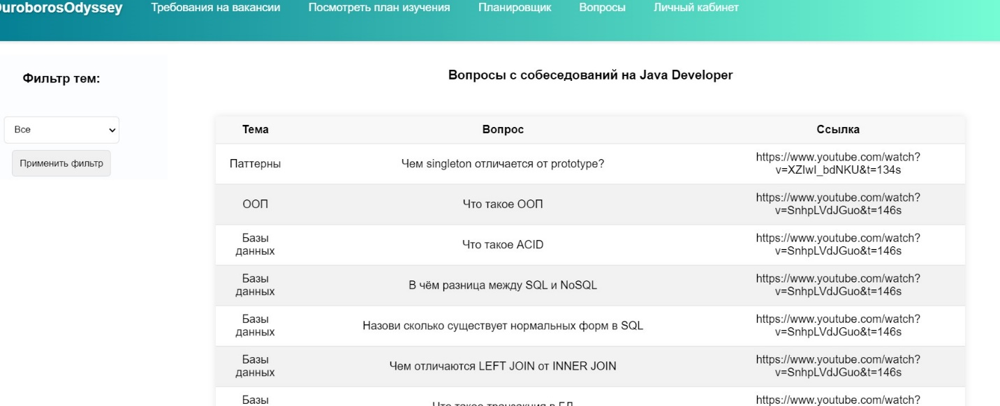 OuroborosOdyssey Требования на вакансии Посмотреть план изучения Планировщик Вопросы Личный кабинет
Фильтр тем:
Все
Применить фильтр
Вопросы с собеседований на Java Developer
Тема Вопрос Ссылка
Паттерны Чем singleton отличается от prototype? https://www.youtube.com/watch?
v=XZIwI_bdNKU&t=134s
ООП Что такое ООП https://www.youtube.com/watch?
v=SnhpLVdJGuo&t=146s
Базы
данных Что такое ACID https://www.youtube.com/watch?
v=SnhpLVdJGuo&t=146s
Базы
данных В чём разница между SQL и NoSQL https://www.youtube.com/watch?
v=SnhpLVdJGuo&t=146s
Базы
данных Назови сколько существует нормальных форм в SQL https://www.youtube.com/watch?
v=SnhpLVdJGuo&t=146s
Базы
данных Чем отличаются LEFT JOIN от INNER JOIN https://www.youtube.com/watch?
v=SnhpLVdJGuo&t=146s
Базы Что такое транзакция в БД https://www.youtube.com/watch?